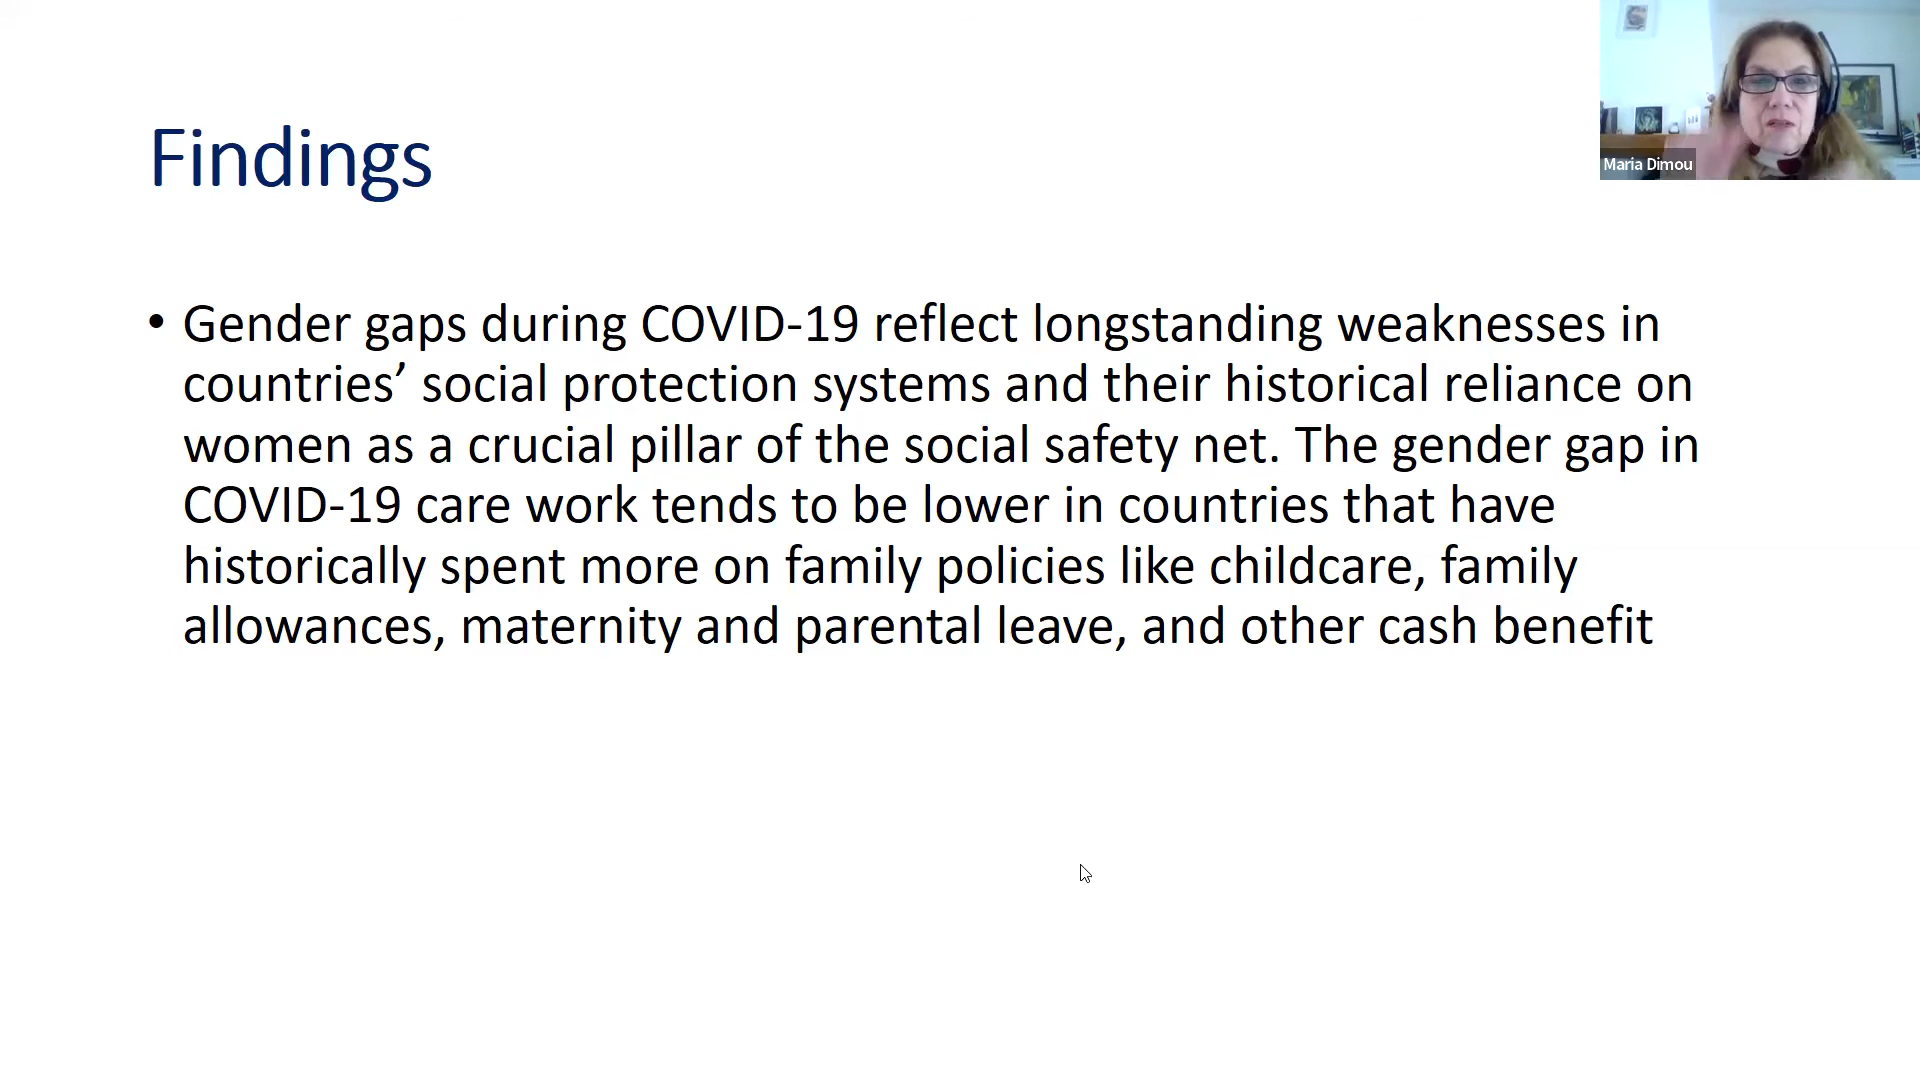 Findings
Maria Dimou
• Gender gaps during COVID-19 reflect longstanding weaknesses in
countries’ social protection systems and their historical reliance on
women as a crucial pillar of the social safety net. The gender gap in
COVID-19 care work tends to be lower in countries that have
historically spent more on family policies like childcare, family
allowances, maternity and parental leave, and other cash benefit